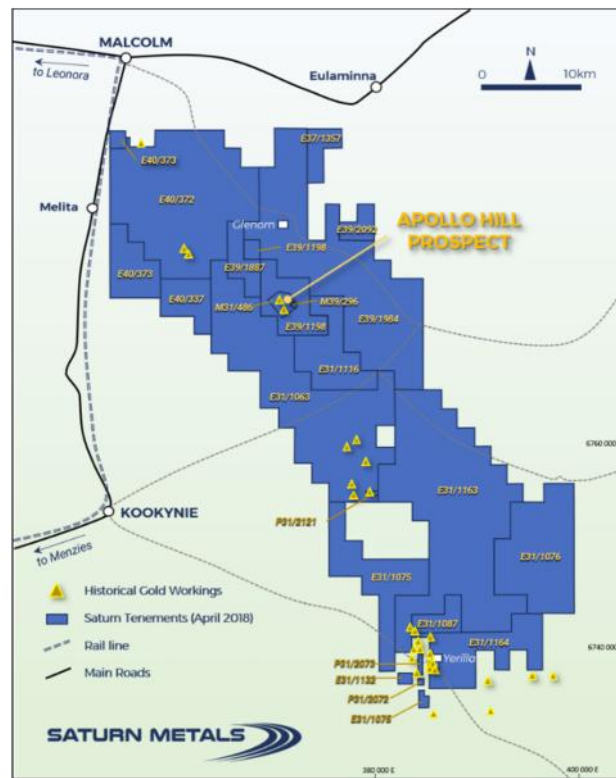 MALCOLM
to Leonora
Eulaminna
N
0 10km
E37/1357
E40/373
E40/372
Melita
Glenorn
E39/2092
APOLLO HILL
PROSPECT
E39/1198
E40/373
E39/1887
E40/337
M31/486
M39/296
E39/1198
E39/1984
E31/1116
E31/1063
6760 000
E31/1163
P31/2121
KOOKYNIE
to Menzies
E31/1076
E31/1075
Historical Gold Workings
Saturn Tenements (April 2018)
Rail line
Main Roads
E31/1087
E31/1164
Yerilla
6740 000
P31/2073
E31/1132
P31/2072
E31/1075
SATURN METALS
380 000 E
400 000 E